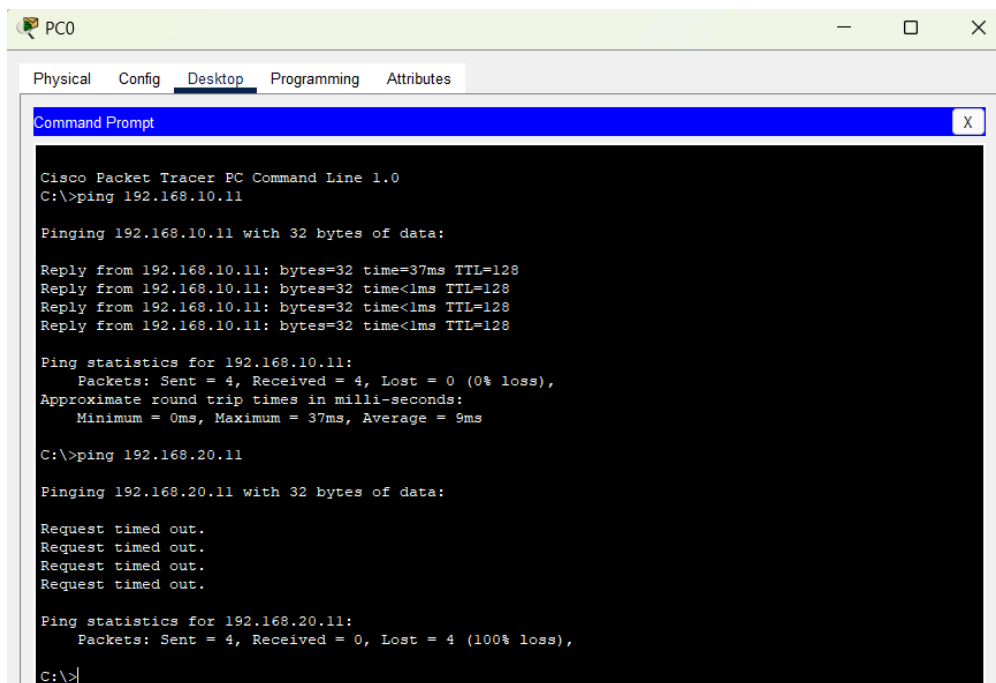 PC0
Physical Config Desktop Programming Attributes
Command Prompt
X
Cisco Packet Tracer PC Command Line 1.0
C:\>ping 192.168.10.11
Pinging 192.168.10.11 with 32 bytes of data:
Reply from 192.168.10.11: bytes=32 time=37ms TTL=128
Reply from 192.168.10.11: bytes=32 time<1ms TTL=128
Reply from 192.168.10.11: bytes=32 time<1ms TTL=128
Reply from 192.168.10.11: bytes=32 time<1ms TTL=128
Ping statistics for 192.168.10.11:
Packets: Sent = 4, Received = 4, Lost = 0 (0% loss),
Approximate round trip times in milli-seconds:
Minimum = 0ms, Maximum = 37ms, Average = 9ms
C:\>ping 192.168.20.11
Pinging 192.168.20.11 with 32 bytes of data:
Request timed out.
Request timed out.
Request timed out.
Request timed out.
Ping statistics for 192.168.20.11:
Packets: Sent = 4, Received = 0, Lost = 4 (100% loss),
C:\>